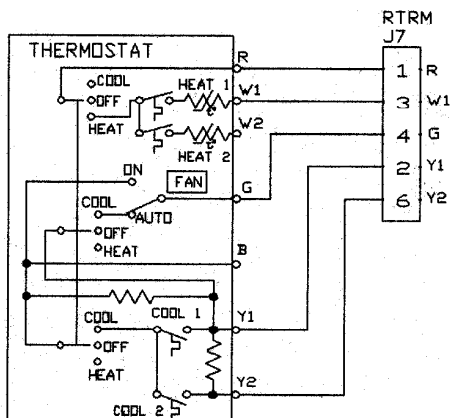 RTRM
J7
THERMOSTAT
R
COOL
HEAT 1
W1
OFF
HEAT
W2
HEAT 2
ON
FAN
G
COOL
AUTO
OFF
HEAT
B
COOL
COOL 1
Y1
OFF
HEAT
Y2
COOL 2
1 R
3 W1
4 G
2 Y1
6 Y2